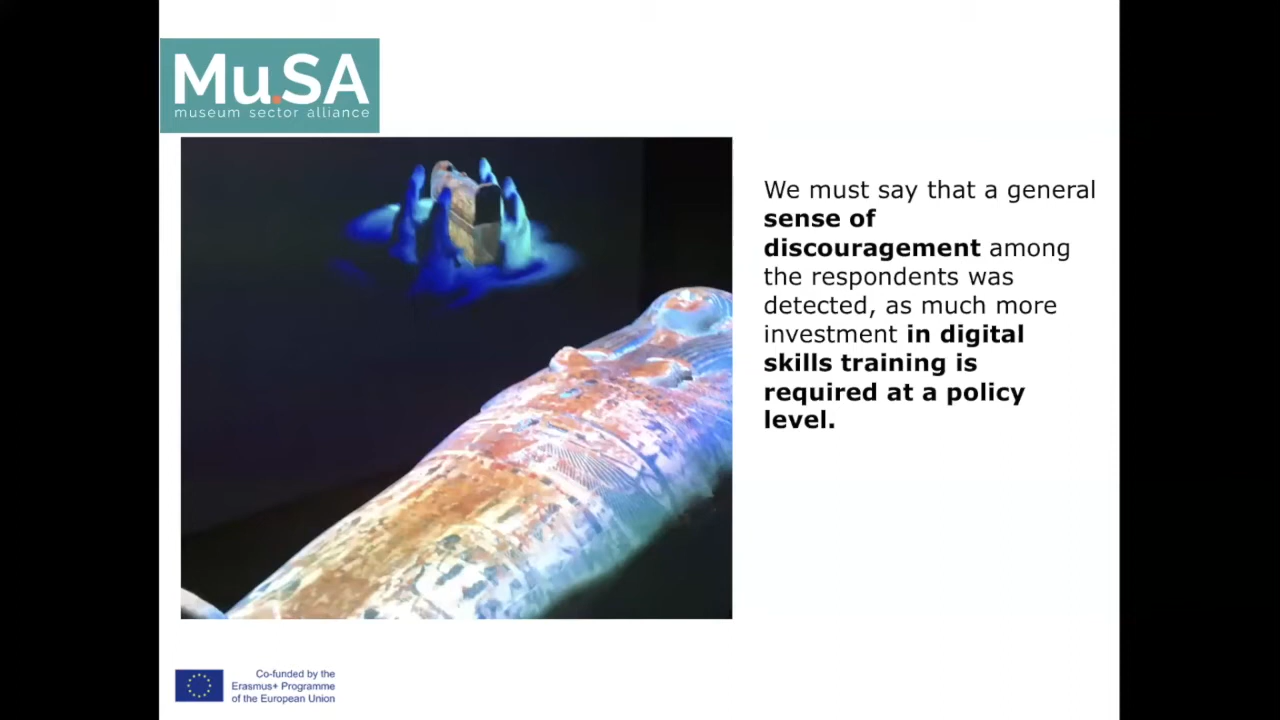 Mu.SA
museum sector alliance
We must say that a general
sense of
discouragement among
the respondents was
detected, as much more
investment in digital
skills training is
required at a policy
level.
Co-funded by the
Erasmus+ Programme
of the European Union